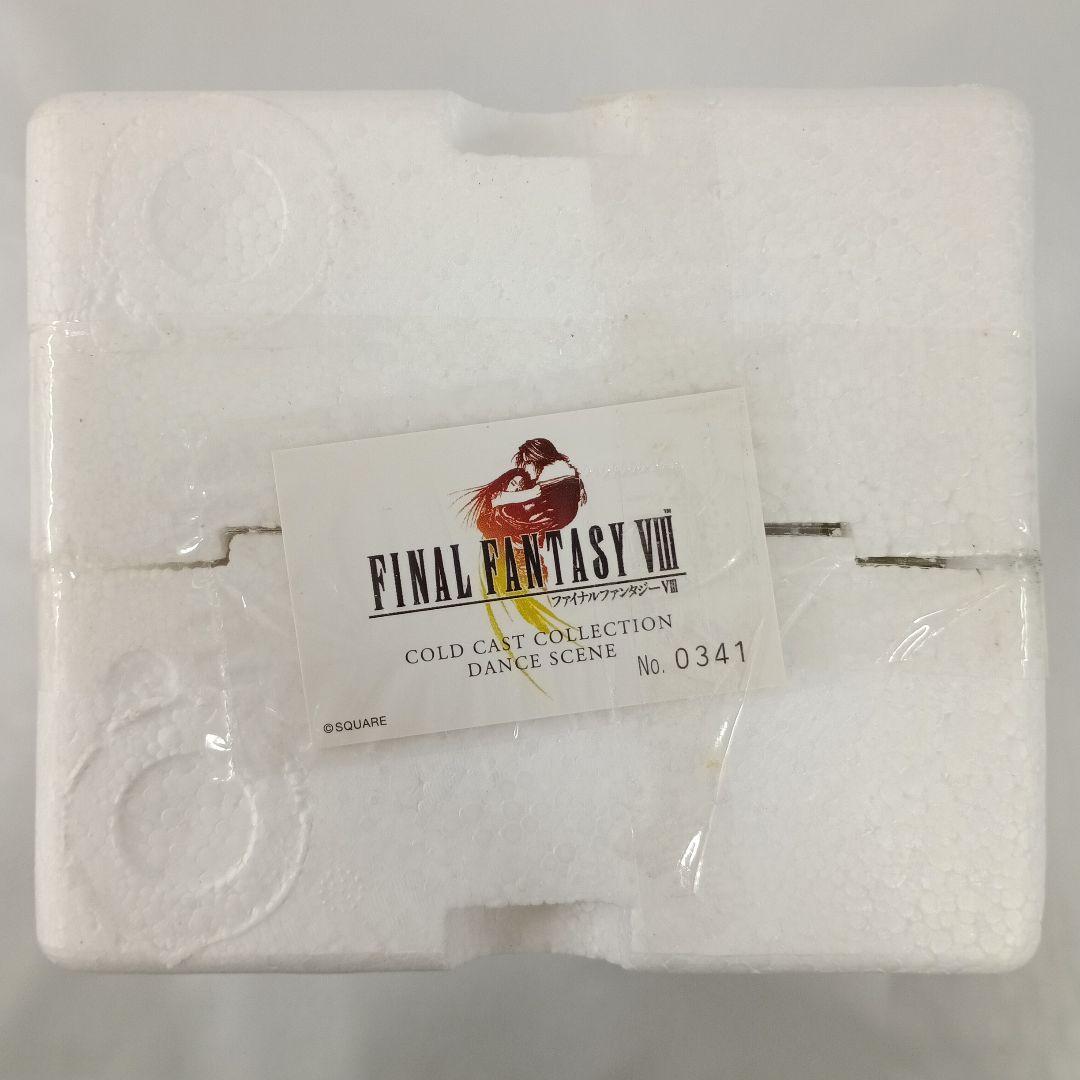 FINAL FANTASY VIII™
ファイナルファンタジーVIII
COLD CAST COLLECTION
DANCE SCENE
No. 0341
©SQUARE